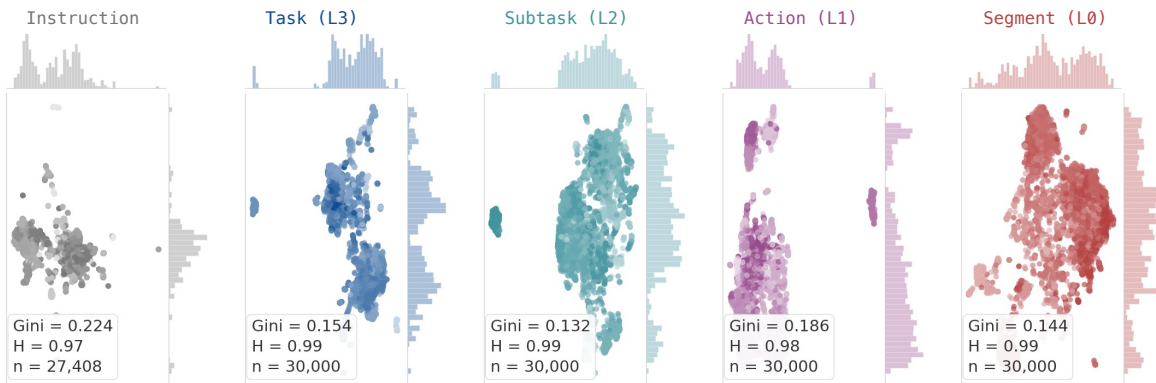 Instruction
Task (L3)
Subtask (L2)
Action (L1)
Segment (L0)
Gini = 0.224
H = 0.97
n = 27,408
Gini = 0.154
H = 0.99
n = 30,000
Gini = 0.132
H = 0.99
n = 30,000
Gini = 0.186
H = 0.98
n = 30,000
Gini = 0.144
H = 0.99
n = 30,000